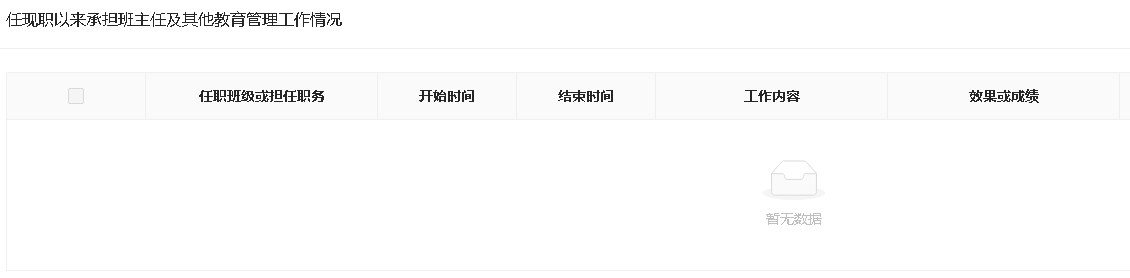 任现职以来承担班主任及其他教育管理工作情况
任职班级或担任职务 开始时间 结束时间 工作内容 效果或成绩
暂无数据